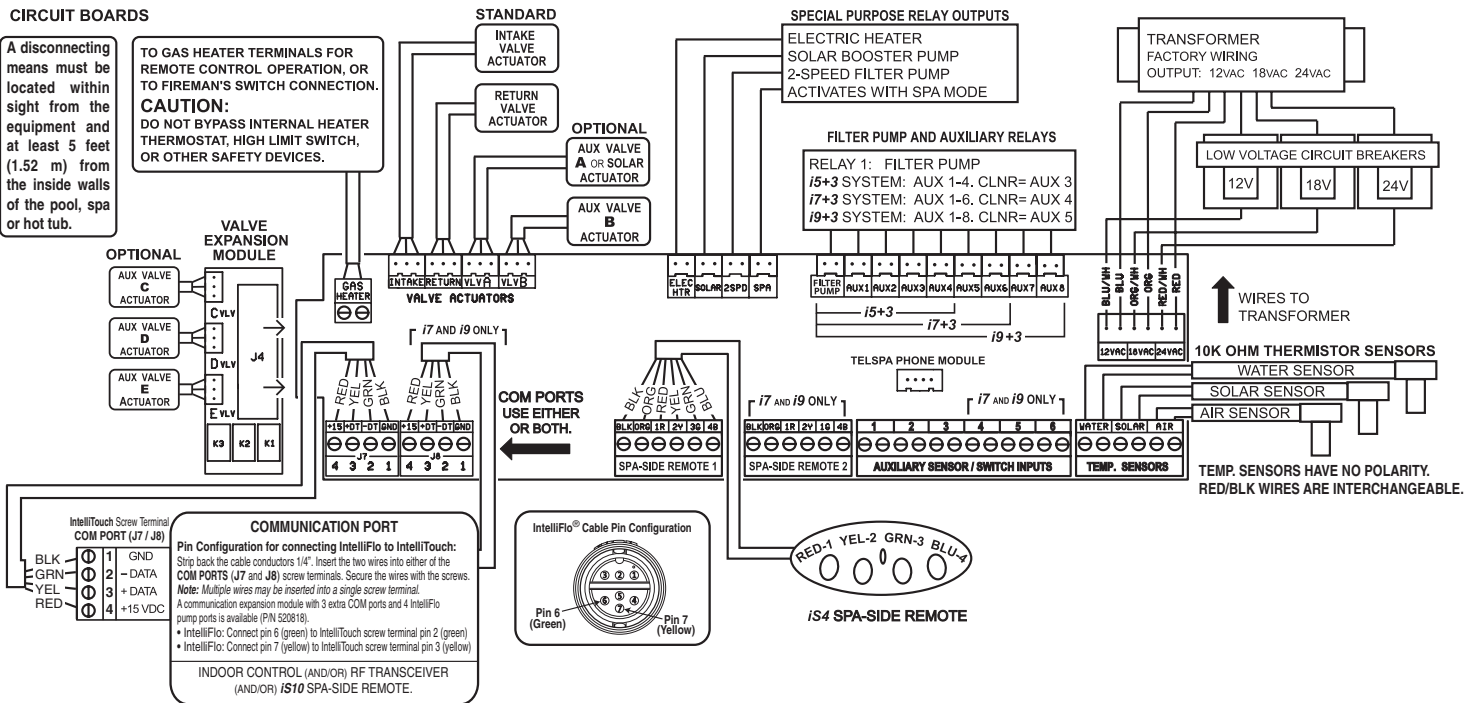 CIRCUIT BOARDS
A disconnecting
means must be
located within
sight from the
equipment and
at least 5 feet
(1.52 m) from
the inside walls
of the pool, spa
or hot tub.
TO GAS HEATER TERMINALS FOR
REMOTE CONTROL OPERATION, OR
TO FIREMAN'S SWITCH CONNECTION.
CAUTION:
DO NOT BYPASS INTERNAL HEATER
THERMOSTAT, HIGH LIMIT SWITCH,
OR OTHER SAFETY DEVICES.
STANDARD
INTAKE
VALVE
ACTUATOR
RETURN
VALVE
ACTUATOR
OPTIONAL
AUX VALVE
A OR SOLAR
ACTUATOR
AUX VALVE
B
ACTUATOR
SPECIAL PURPOSE RELAY OUTPUTS
ELECTRIC HEATER
SOLAR BOOSTER PUMP
2-SPEED FILTER PUMP
ACTIVATES WITH SPA MODE
FILTER PUMP AND AUXILIARY RELAYS
RELAY 1: FILTER PUMP
i5+3 SYSTEM: AUX 1-4. CLNR= AUX 3
i7+3 SYSTEM: AUX 1-6. CLNR= AUX 4
i9+3 SYSTEM: AUX 1-8. CLNR= AUX 5
TRANSFORMER
FACTORY WIRING
OUTPUT: 12VAC 18VAC 24VAC
LOW VOLTAGE CIRCUIT BREAKERS
12V 18V 24V
BLU/WH BLU ORG/WH ORG RED/WH RED
12VAC 18VAC 24VAC
WIRES TO
TRANSFORMER
VALVE
EXPANSION
MODULE
OPTIONAL
AUX VALVE
C
ACTUATOR
AUX VALVE
D
ACTUATOR
AUX VALVE
E
ACTUATOR
C VLV
D VLV
E VLV
J4
K3 K2 K1
GAS
HEATER
INTAKE RETURN VLV A VLV B
VALVE ACTUATORS
ELEC
HTR SOLAR 2SPD SPA
FILTER
PUMP AUX1 AUX2 AUX3 AUX4 AUX5 AUX6 AUX7 AUX8
i5+3
i7+3
i9+3
i7 AND i9 ONLY
RED YEL GRN BLK
RED YEL GRN BLK
+15 +DT -DT GND
+15 +DT -DT GND
J7
4 3 2 1
J8
4 3 2 1
COM PORTS
USE EITHER
OR BOTH.
BLK ORG RED YEL GRN BLU
BLK ORG 1R 2Y 3G 4B
SPA-SIDE REMOTE 1
i7 AND i9 ONLY
BLK ORG 1R 2Y 1G 4B
SPA-SIDE REMOTE 2
TELSPA PHONE MODULE
i7 AND i9 ONLY
1 2 3 4 5 6
AUXILIARY SENSOR / SWITCH INPUTS
WATER SOLAR AIR
TEMP. SENSORS
10K OHM THERMISTOR SENSORS
WATER SENSOR
SOLAR SENSOR
AIR SENSOR
TEMP. SENSORS HAVE NO POLARITY.
RED/BLK WIRES ARE INTERCHANGEABLE.
IntelliTouch Screw Terminal
COM PORT (J7 / J8)
BLK 1 GND
GRN 2 – DATA
YEL 3 + DATA
RED 4 +15 VDC
COMMUNICATION PORT
Pin Configuration for connecting IntelliFlo to IntelliTouch:
Strip back the cable conductors 1/4". Insert the two wires into either of the
COM PORTS (J7 and J8) screw terminals. Secure the wires with the screws.
Note: Multiple wires may be inserted into a single screw terminal.
A communication expansion module with 3 extra COM ports and 4 IntelliFlo
pump ports is available (P/N 520818).
• IntelliFlo: Connect pin 6 (green) to IntelliTouch screw terminal pin 2 (green)
• IntelliFlo: Connect pin 7 (yellow) to IntelliTouch screw terminal pin 3 (yellow)
INDOOR CONTROL (AND/OR) RF TRANSCEIVER
(AND/OR) iS10 SPA-SIDE REMOTE.
IntelliFlo® Cable Pin Configuration
3 2 1
6 5 4
7
Pin 6
(Green)
Pin 7
(Yellow)
RED-1 YEL-2 GRN-3 BLU-4
iS4 SPA-SIDE REMOTE